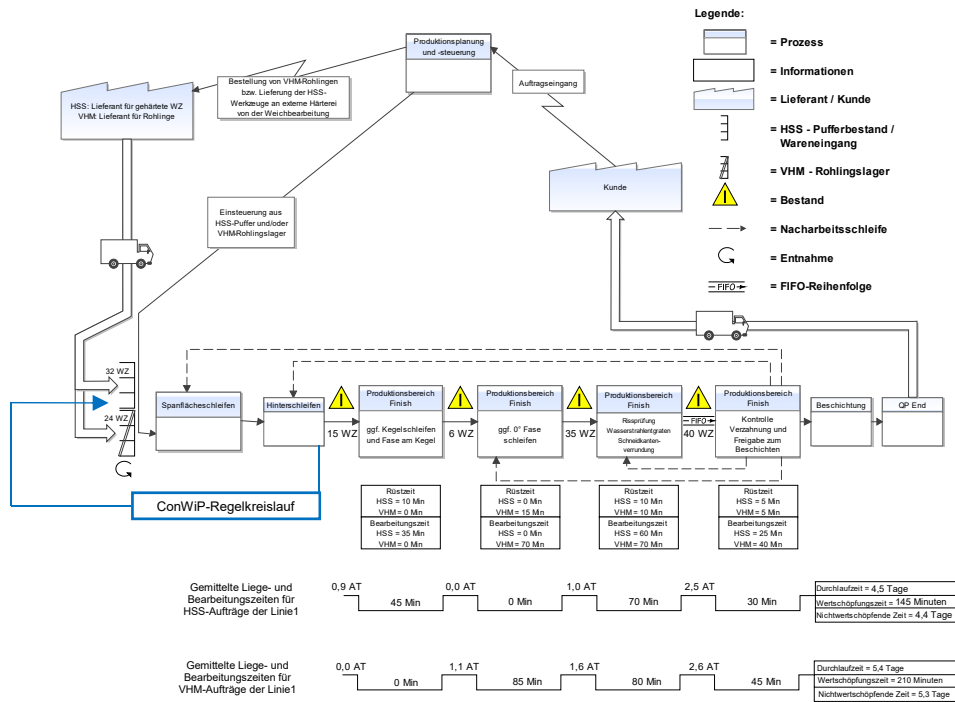 Legende:
= Prozess
= Informationen
= Lieferant / Kunde
= HSS - Pufferbestand /
Wareneingang
= VHM - Rohlingslager
= Bestand
= Nacharbeitsschleife
= Entnahme
FIFO
= FIFO-Reihenfolge
Produktionsplanung
und -steuerung
Bestellung von VHM-Rohlingen
bzw. Lieferung der HSS-
Werkzeuge an externe Härterei
von der Weichbearbeitung
Auftragseingang
HSS: Lieferant für gehärtete WZ
VHM: Lieferant für Rohlinge
Kunde
Einsteuerung aus
HSS-Puffer und/oder
VHM-Rohlingslager
32 WZ
24 WZ
Spanflächeschleifen
Hinterschleifen
15 WZ
Produktionsbereich
Finish
ggf. Kegelschleifen
und Fase am Kegel
6 WZ
Produktionsbereich
Finish
ggf. 0° Fase
schleifen
35 WZ
Produktionsbereich
Finish
Rissprüfung
Wasserstrahlentgraten
Schneidkanten-
verrundung
FIFO
40 WZ
Produktionsbereich
Finish
Kontrolle
Verzahnung und
Freigabe zum
Beschichten
Beschichtung
QP End
ConWiP-Regelkreislauf
Rüstzeit
HSS = 10 Min
VHM = 0 Min
Bearbeitungszeit
HSS = 35 Min
VHM = 0 Min
Rüstzeit
HSS = 0 Min
VHM = 15 Min
Bearbeitungszeit
HSS = 0 Min
VHM = 70 Min
Rüstzeit
HSS = 10 Min
VHM = 10 Min
Bearbeitungszeit
HSS = 60 Min
VHM = 70 Min
Rüstzeit
HSS = 5 Min
VHM = 5 Min
Bearbeitungszeit
HSS = 25 Min
VHM = 40 Min
Gemittelte Liege- und
Bearbeitungszeiten für
HSS-Aufträge der Linie1
0,9 AT
45 Min
0,0 AT
0 Min
1,0 AT
70 Min
2,5 AT
30 Min
Durchlaufzeit = 4,5 Tage
Wertschöpfungszeit = 145 Minuten
Nichtwertschöpfende Zeit = 4,4 Tage
Gemittelte Liege- und
Bearbeitungszeiten für
VHM-Aufträge der Linie1
0,0 AT
0 Min
1,1 AT
85 Min
1,6 AT
80 Min
2,6 AT
45 Min
Durchlaufzeit = 5,4 Tage
Wertschöpfungszeit = 210 Minuten
Nichtwertschöpfende Zeit = 5,3 Tage